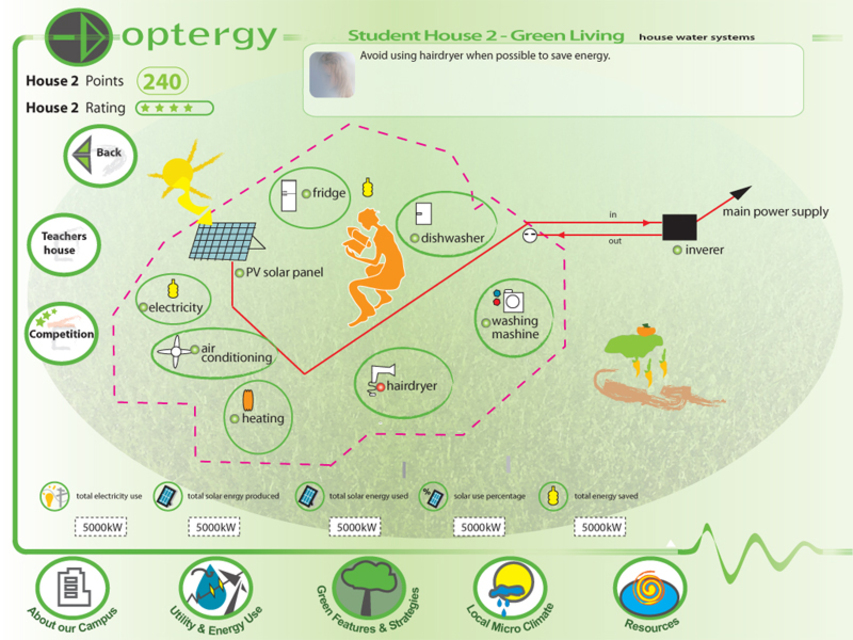 optergy
Student House 2 - Green Living house water systems
Avoid using hairdryer when possible to save energy.
House 2 Points 240
House 2 Rating
Back
Teachers
house
Competition
fridge
dishwasher
PV solar panel
electricity
air
conditioning
heating
hairdryer
washing
mashine
in
out
main power supply
inverer
total electricity use
total solar enrgy produced
total solar energy used
solar use percentage
total energy saved
5000kW
5000kW
5000kW
5000kW
5000kW
About our Campus
Utility & Energy Use
Green Features & Strategies
Local Micro Climate
Resources